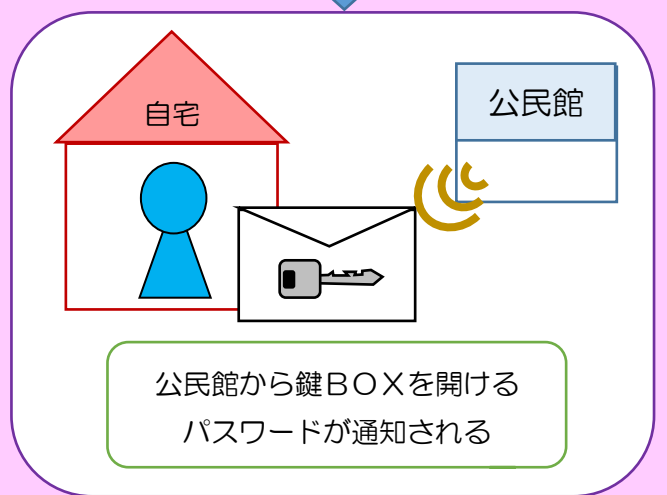 自宅
公民館
公民館から鍵ＢＯＸを開ける
パスワードが通知される